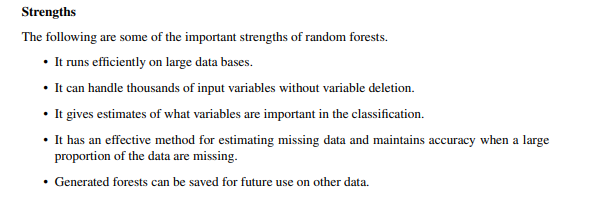 Strengths
The following are some of the important strengths of random forests.
• It runs efficiently on large data bases.
• It can handle thousands of input variables without variable deletion.
• It gives estimates of what variables are important in the classification.
• It has an effective method for estimating missing data and maintains accuracy when a large
proportion of the data are missing.
• Generated forests can be saved for future use on other data.